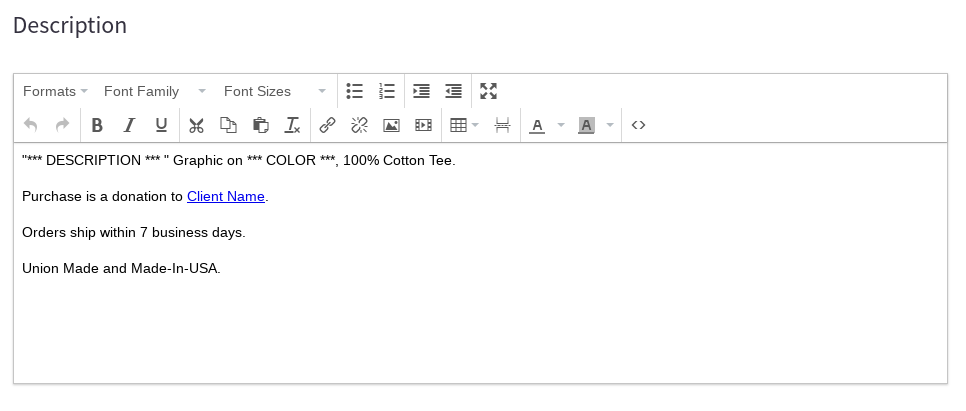 Description
Formats Font Family Font Sizes
"*** DESCRIPTION *** " Graphic on *** COLOR ***, 100% Cotton Tee.
Purchase is a donation to Client Name.
Orders ship within 7 business days.
Union Made and Made-In-USA.